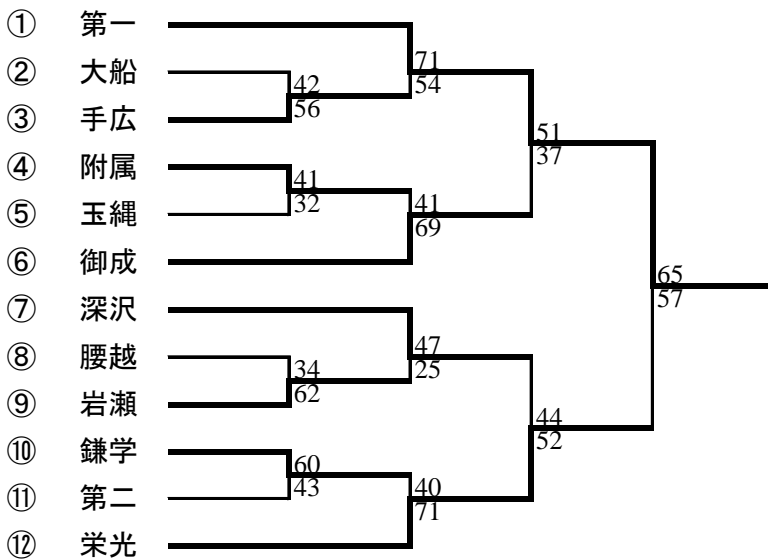 ① 第一
71
② 大船
42
54
56
51
③ 手広
37
④ 附属
41
32
41
⑤ 玉縄
69
⑥ 御成
65
57
⑦ 深沢
47
⑧ 腰越
34
25
62
⑨ 岩瀬
44
52
⑩ 鎌学
60
43
40
⑪ 第二
71
⑫ 栄光